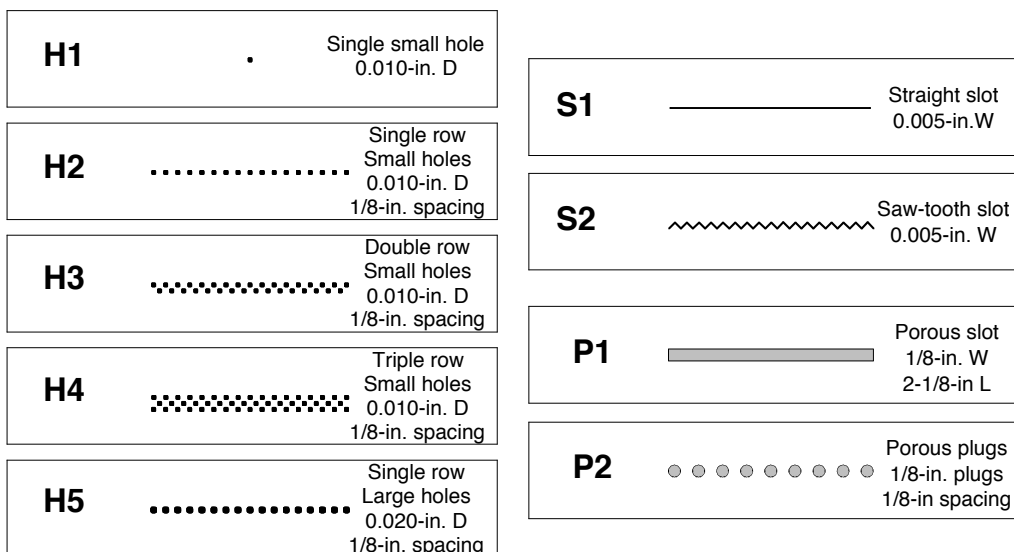 H1
Single small hole
0.010-in. D
H2
Single row
Small holes
0.010-in. D
1/8-in. spacing
H3
Double row
Small holes
0.010-in. D
1/8-in. spacing
H4
Triple row
Small holes
0.010-in. D
1/8-in. spacing
H5
Single row
Large holes
0.020-in. D
1/8-in. spacing
S1
Straight slot
0.005-in.W
S2
Saw-tooth slot
0.005-in. W
P1
Porous slot
1/8-in. W
2-1/8-in L
P2
Porous plugs
1/8-in. plugs
1/8-in spacing